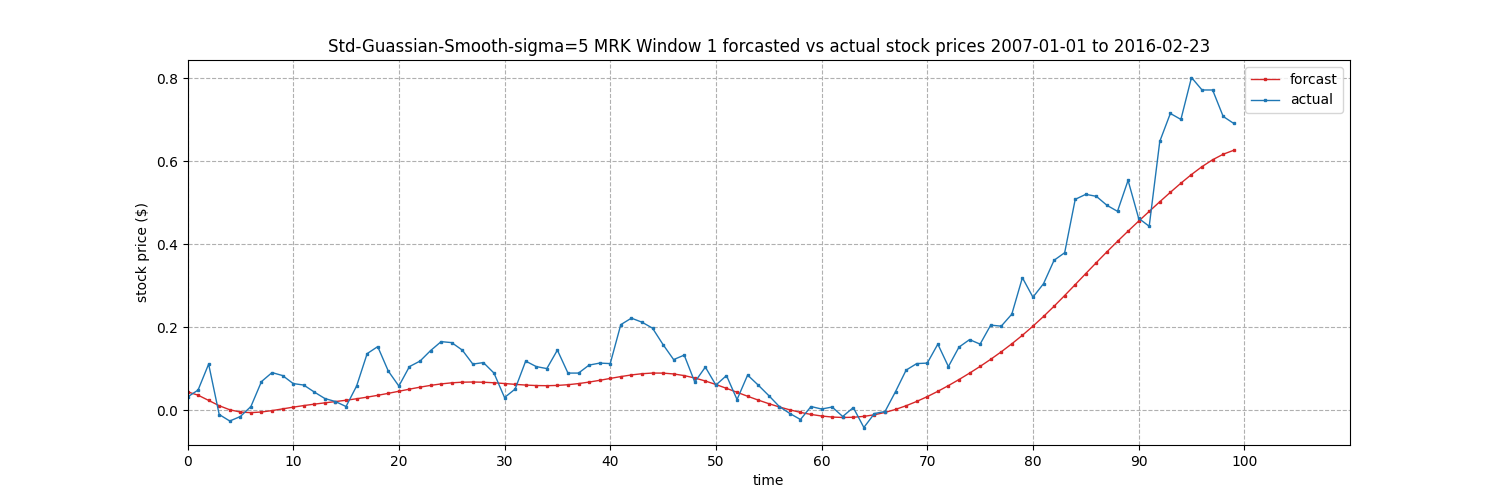 Std-Guassian-Smooth-sigma=5 MRK Window 1 forcasted vs actual stock prices 2007-01-01 to 2016-02-23
forcast
actual
stock price ($)
0.8
0.6
0.4
0.2
0.0
0 10 20 30 40 50 60 70 80 90 100
time